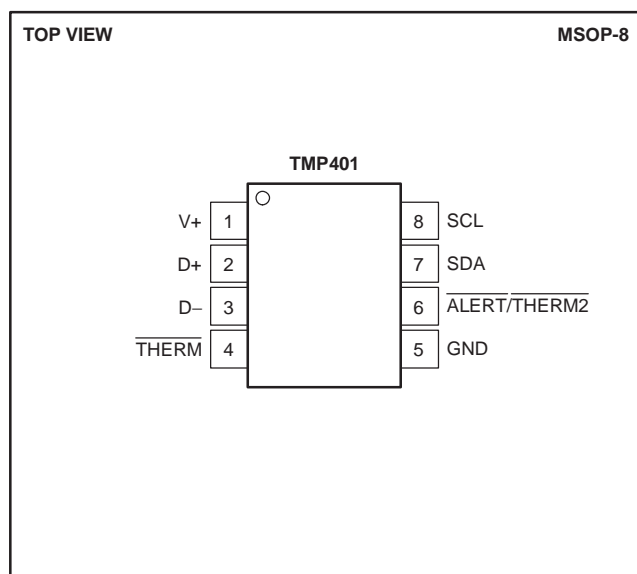 TOP VIEW MSOP-8
TMP401
V+ 1 8 SCL
D+ 2 7 SDA
D− 3 6 ALERT/THERM2
THERM 4 5 GND